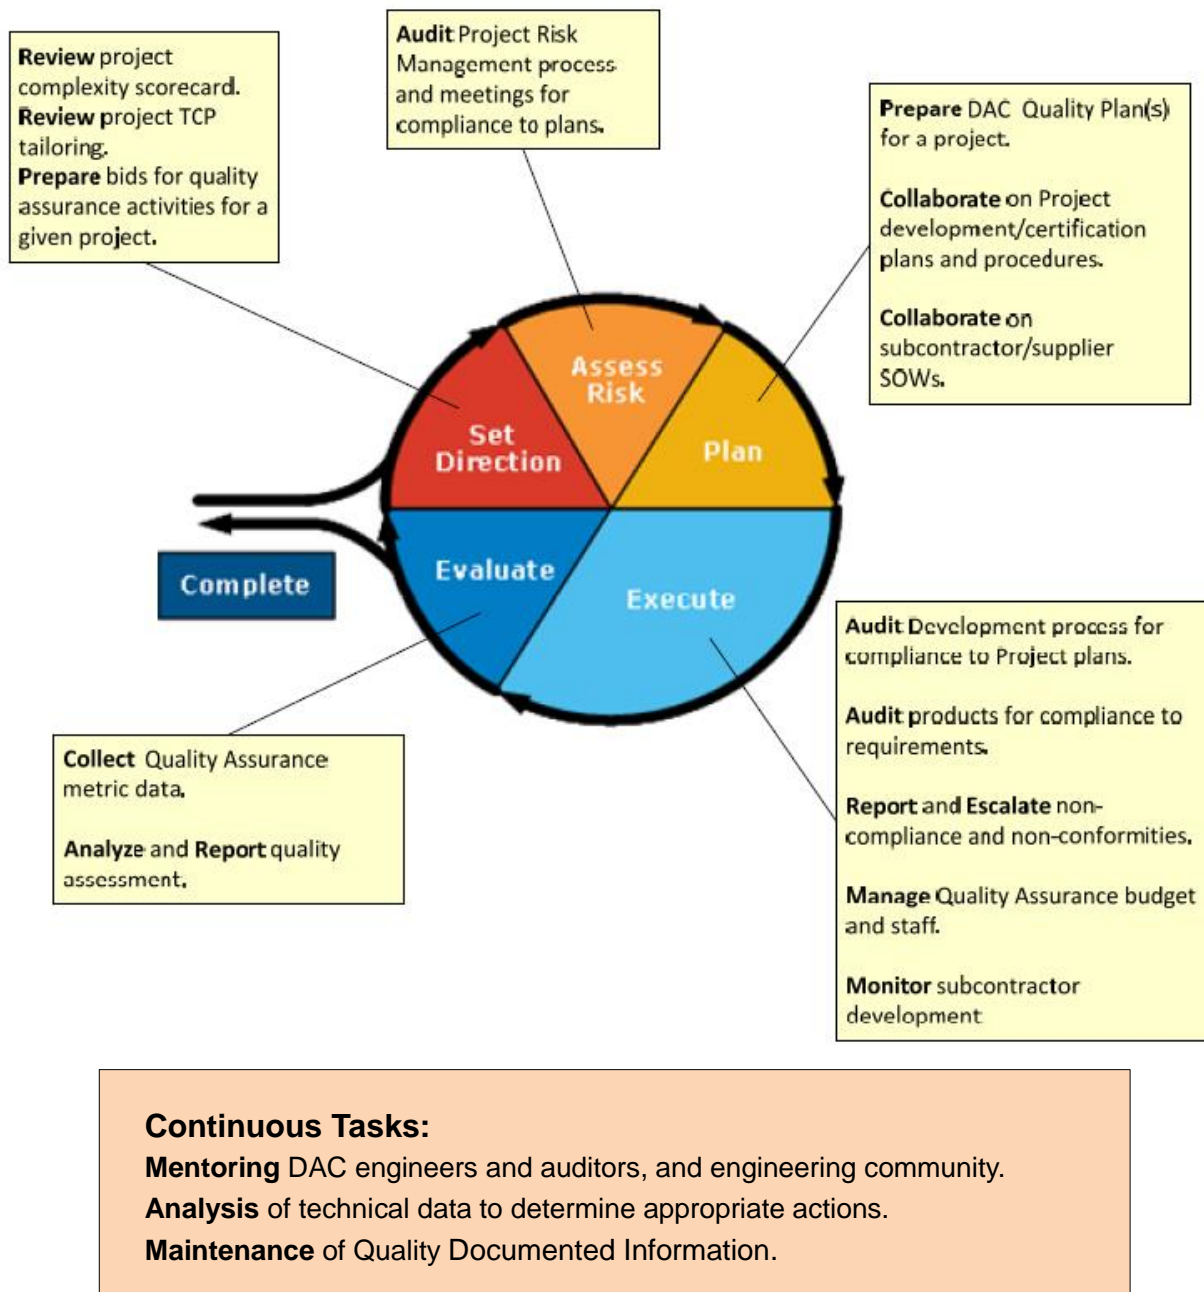 Review project
complexity scorecard.
Review project TCP
tailoring.
Prepare bids for quality
assurance activities for a
given project.
Audit Project Risk
Management process
and meetings for
compliance to plans.
Prepare DAC Quality Plan(s)
for a project.
Collaborate on Project
development/certification
plans and procedures.
Collaborate on
subcontractor/supplier
SOWs.
Assess
Risk
Set
Direction
Plan
Evaluate
Execute
Complete
Audit Development process for
compliance to Project plans.
Audit products for compliance to
requirements.
Report and Escalate non-
compliance and non-conformities.
Manage Quality Assurance budget
and staff.
Monitor subcontractor
development
Collect Quality Assurance
metric data.
Analyze and Report quality
assessment.
Continuous Tasks:
Mentoring DAC engineers and auditors, and engineering community.
Analysis of technical data to determine appropriate actions.
Maintenance of Quality Documented Information.